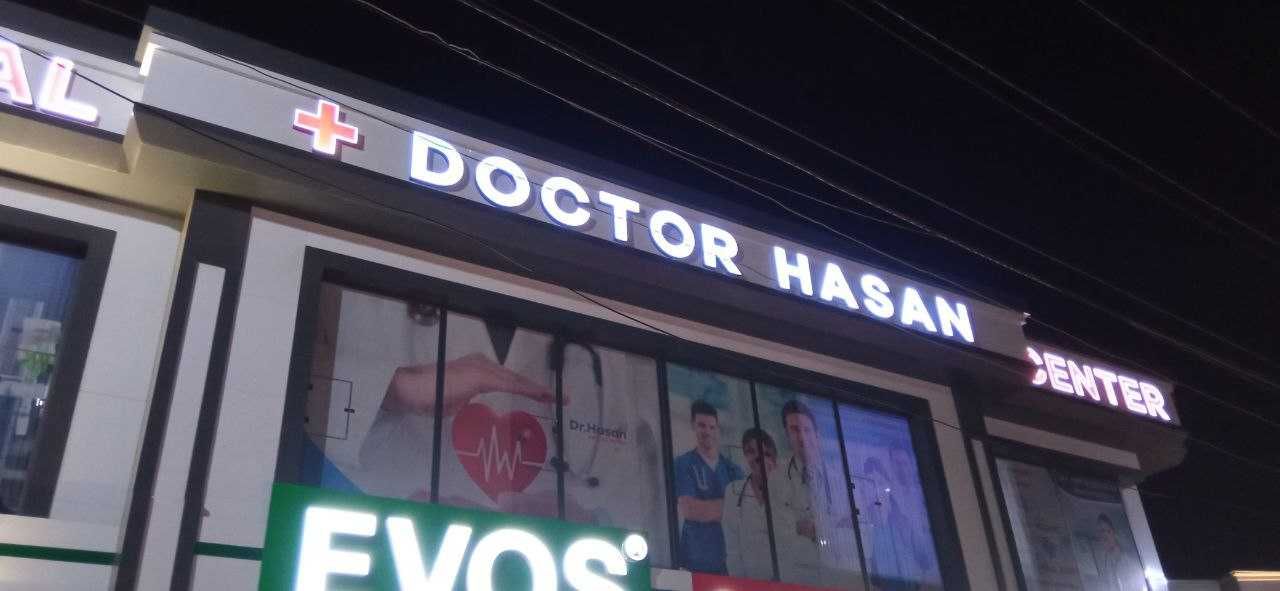 AL
DOCTOR HASAN
CENTER
Dr.Hasan
EVOS